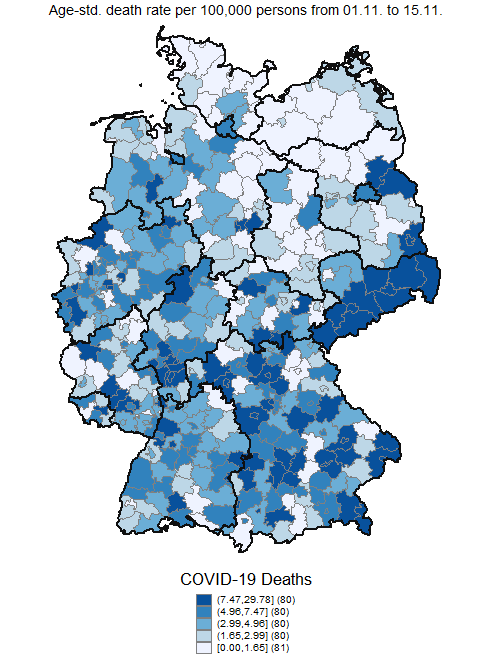 Age-std. death rate per 100,000 persons from 01.11. to 15.11.
COVID-19 Deaths
(7.47,29.78] (80)
(4.96,7.47] (80)
(2.99,4.96] (80)
(1.65,2.99] (80)
[0.00,1.65] (81)